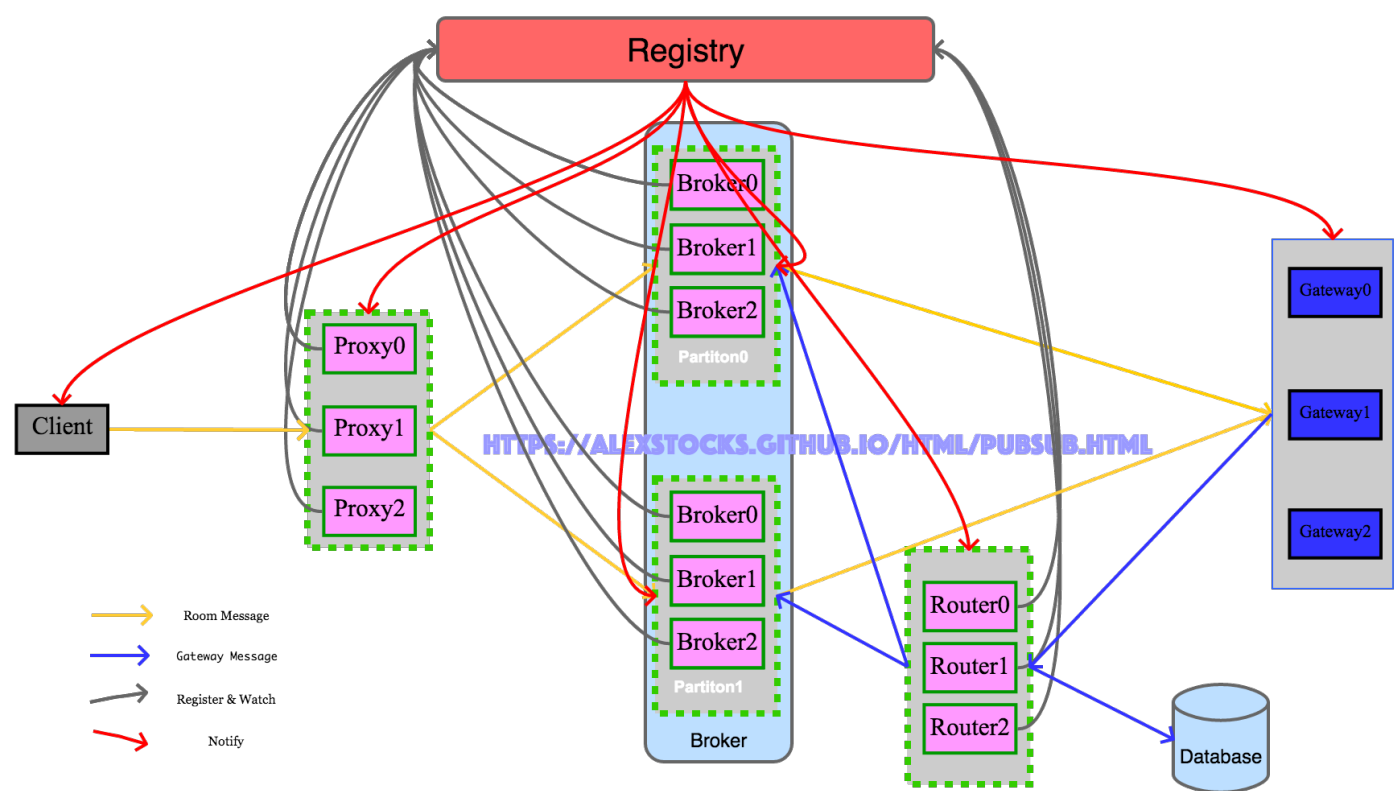 Registry
Broker0
Broker1
Broker2
Partiton0
Gateway0
Gateway1
Gateway2
Proxy0
Proxy1
Proxy2
Client
HTTPS://ALEXSTOCKS.GITHUB.IO/HTML/PUBSUB.HTML
Broker0
Broker1
Broker2
Partiton1
Broker
Router0
Router1
Router2
Database
Room Message
Gateway Message
Register & Watch
Notify